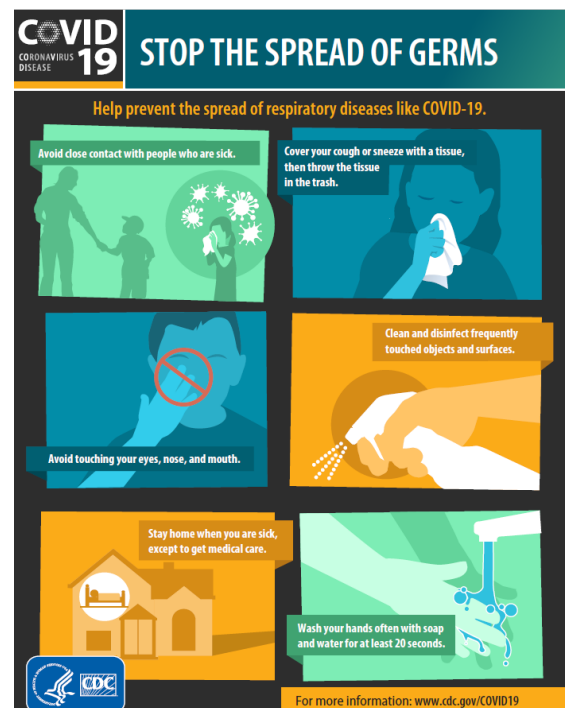 COVID
CORONAVIRUS
DISEASE
19
STOP THE SPREAD OF GERMS
Help prevent the spread of respiratory diseases like COVID-19.
Avoid close contact with people who are sick.
Cover your cough or sneeze with a tissue,
then throw the tissue
in the trash.
Avoid touching your eyes, nose, and mouth.
Clean and disinfect frequently
touched objects and surfaces.
Stay home when you are sick,
except to get medical care.
Wash your hands often with soap
and water for at least 20 seconds.
CDC
For more information: www.cdc.gov/COVID19